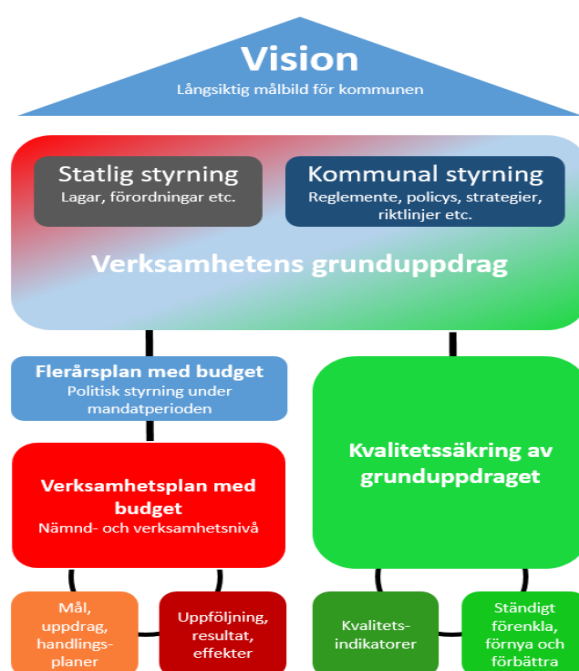 Vision
Långsiktig målbild för kommunen
Statlig styrning
Lagar, förordningar etc.
Kommunal styrning
Reglemente, policys, strategier,
riktlinjer etc.
Verksamhetens grunduppdrag
Flerårsplan med budget
Politisk styrning under
mandatperioden
Verksamhetsplan med
budget
Nämnd- och verksamhetsnivå
Kvalitetssäkring av
grunduppdraget
Mål,
uppdrag,
handlings-
planer
Uppföljning,
resultat,
effekter
Kvalitets-
indikatorer
Ständigt
förenkla,
förnya och
förbättra